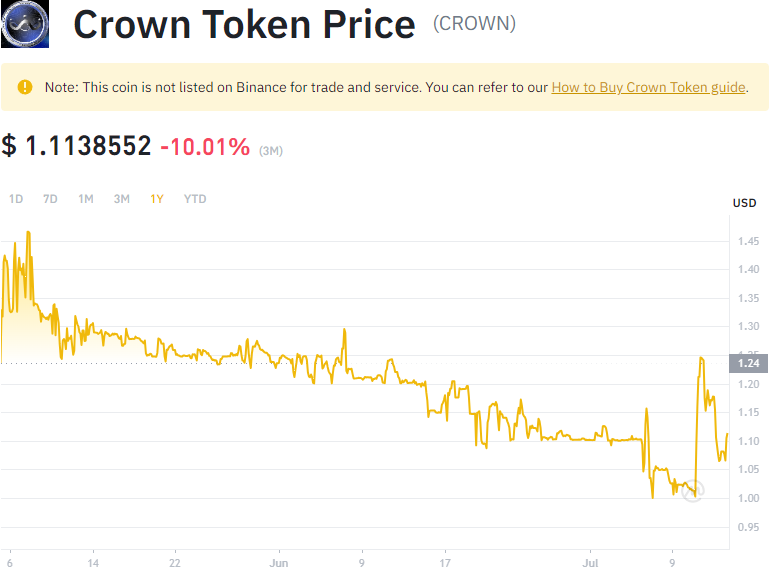 Crown Token Price (CROWN)
Note: This coin is not listed on Binance for trade and service. You can refer to our How to Buy Crown Token guide.
$ 1.1138552 -10.01% (3M)
1D 7D 1M 3M 1Y YTD
USD
1.45
1.40
1.35
1.30
1.25
1.24
1.20
1.15
1.10
1.05
1.00
0.95
6 14 22 Jun 9 17 Jul 9